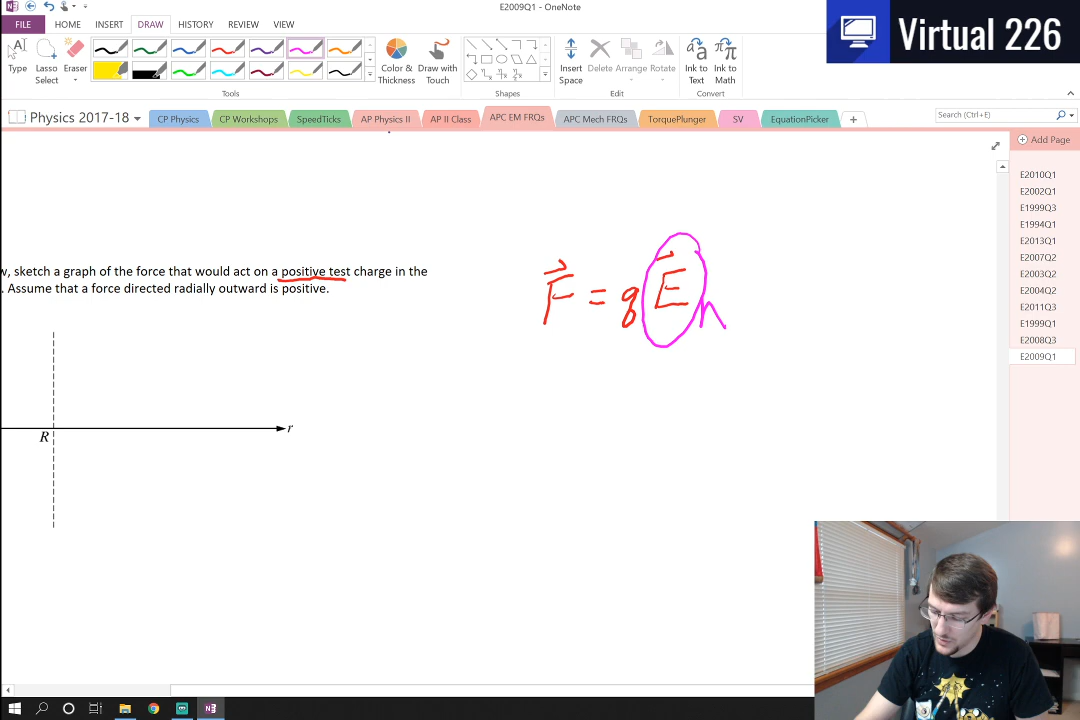 E2009Q1 - OneNote
Virtual 226
FILE HOME INSERT DRAW HISTORY REVIEW VIEW
Type Lasso Select Eraser Color & Thickness Draw with Touch Insert Space Delete Arrange Rotate Ink to Text Ink to Math
Tools Shapes Edit Convert
Physics 2017-18 CP Physics CP Workshops SpeedTicks AP Physics II AP II Class APC EM FRQs APC Mech FRQs TorquePlunger SV EquationPicker Search (Ctrl+E)
Add Page
E2010Q1
E2002Q1
E1999Q3
E1994Q1
E2013Q1
E2007Q2
E2003Q2
E2004Q2
E2011Q3
E1999Q1
E2008Q3
E2009Q1
w, sketch a graph of the force that would act on a positive test charge in the
. Assume that a force directed radially outward is positive.
F = qE
r
R